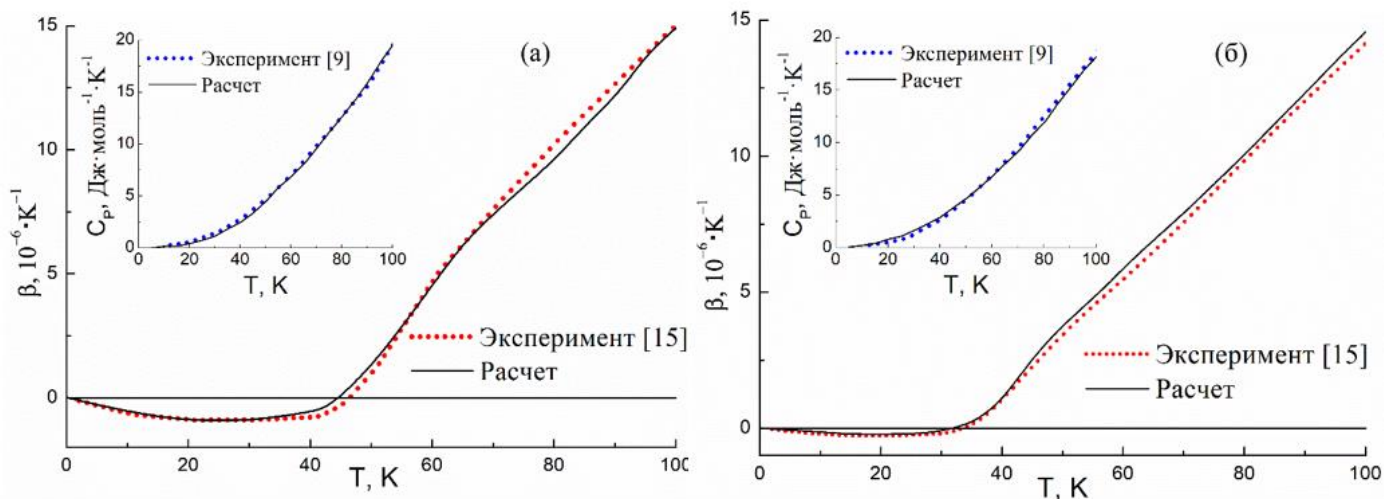 (а)
Эксперимент [9]
Расчет
C_P, Дж·моль⁻¹·K⁻¹
20
15
10
5
0
0 20 40 60 80 100
T, K
β, 10⁻⁶·K⁻¹
15
10
5
0
Эксперимент [15]
Расчет
0 20 40 60 80 100
T, K
(б)
Эксперимент [9]
Расчет
C_P, Дж·моль⁻¹·K⁻¹
20
15
10
5
0
0 20 40 60 80 100
T, K
β, 10⁻⁶·K⁻¹
15
10
5
0
Эксперимент [15]
Расчет
0 20 40 60 80 100
T, K